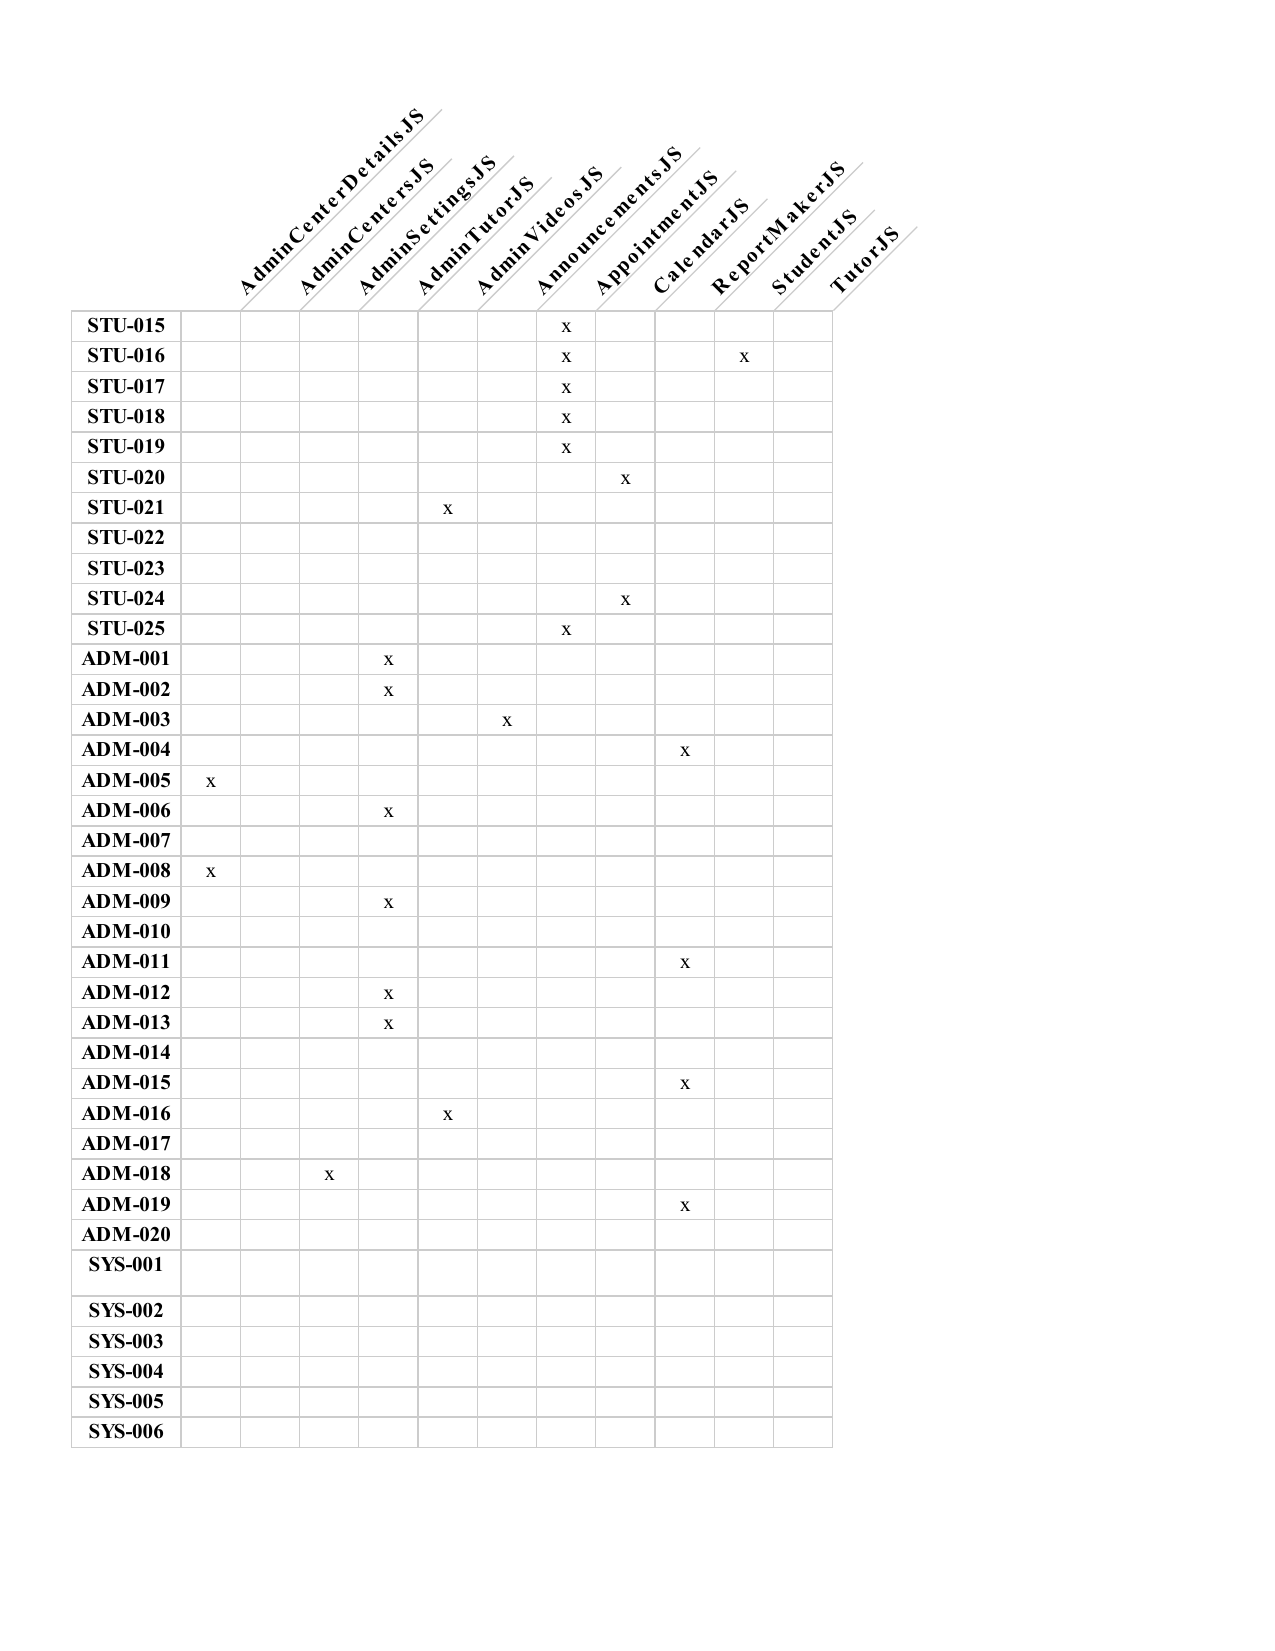 AdminCenterDetailsJS
AdminCentersJS
AdminSettingsJS
AdminTutorJS
AdminVideosJS
AnnouncementsJS
AppointmentJS
CalendarJS
ReportMakerJS
StudentJS
TutorJS
STU-015 x
STU-016 x x
STU-017 x
STU-018 x
STU-019 x
STU-020 x
STU-021 x
STU-022
STU-023
STU-024 x
STU-025 x
ADM-001 x
ADM-002 x
ADM-003 x
ADM-004 x
ADM-005 x
ADM-006 x
ADM-007
ADM-008 x
ADM-009 x
ADM-010
ADM-011 x
ADM-012 x
ADM-013 x
ADM-014
ADM-015 x
ADM-016 x
ADM-017
ADM-018 x
ADM-019 x
ADM-020
SYS-001
SYS-002
SYS-003
SYS-004
SYS-005
SYS-006